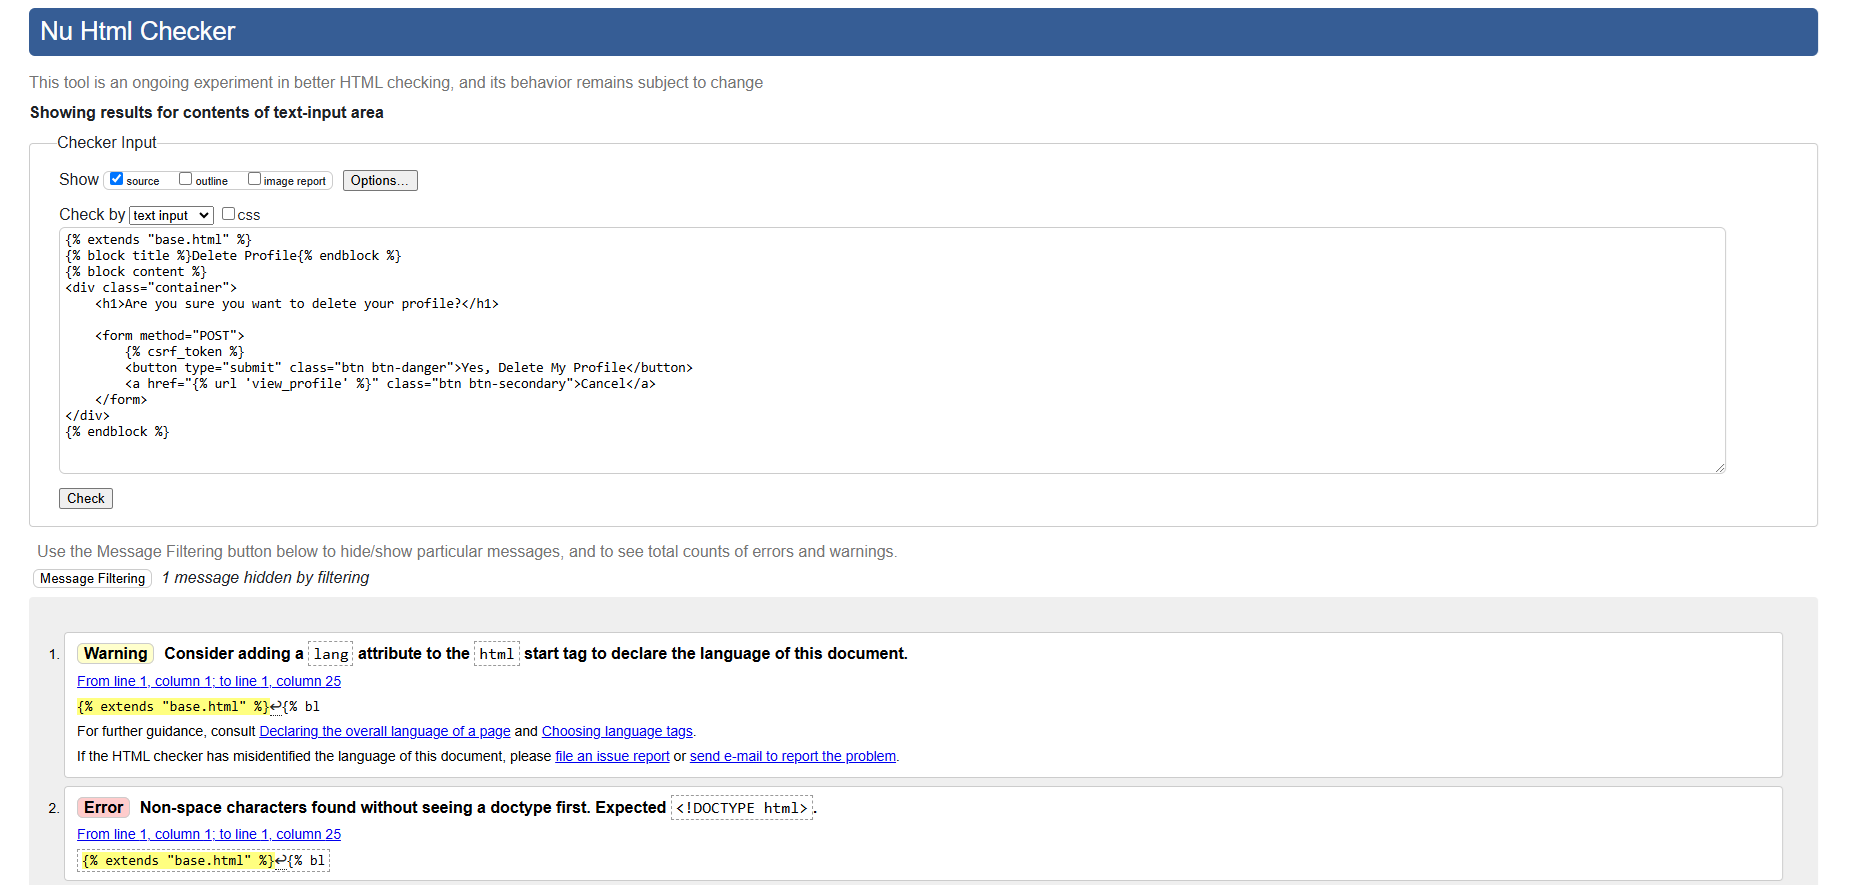 Nu Html Checker
This tool is an ongoing experiment in better HTML checking, and its behavior remains subject to change
Showing results for contents of text-input area
Checker Input
Show source outline image report Options...
Check by text input css
{% extends "base.html" %}
{% block title %}Delete Profile{% endblock %}
{% block content %}
<div class="container">
    <h1>Are you sure you want to delete your profile?</h1>

    <form method="POST">
        {% csrf_token %}
        <button type="submit" class="btn btn-danger">Yes, Delete My Profile</button>
        <a href="{% url 'view_profile' %}" class="btn btn-secondary">Cancel</a>
    </form>
</div>
{% endblock %}
Check
Use the Message Filtering button below to hide/show particular messages, and to see total counts of errors and warnings.
Message Filtering 1 message hidden by filtering
1. Warning Consider adding a lang attribute to the html start tag to declare the language of this document.
From line 1, column 1; to line 1, column 25
{% extends "base.html" %}↩{% bl
For further guidance, consult Declaring the overall language of a page and Choosing language tags.
If the HTML checker has misidentified the language of this document, please file an issue report or send e-mail to report the problem.
2. Error Non-space characters found without seeing a doctype first. Expected <!DOCTYPE html>.
From line 1, column 1; to line 1, column 25
{% extends "base.html" %}↩{% bl